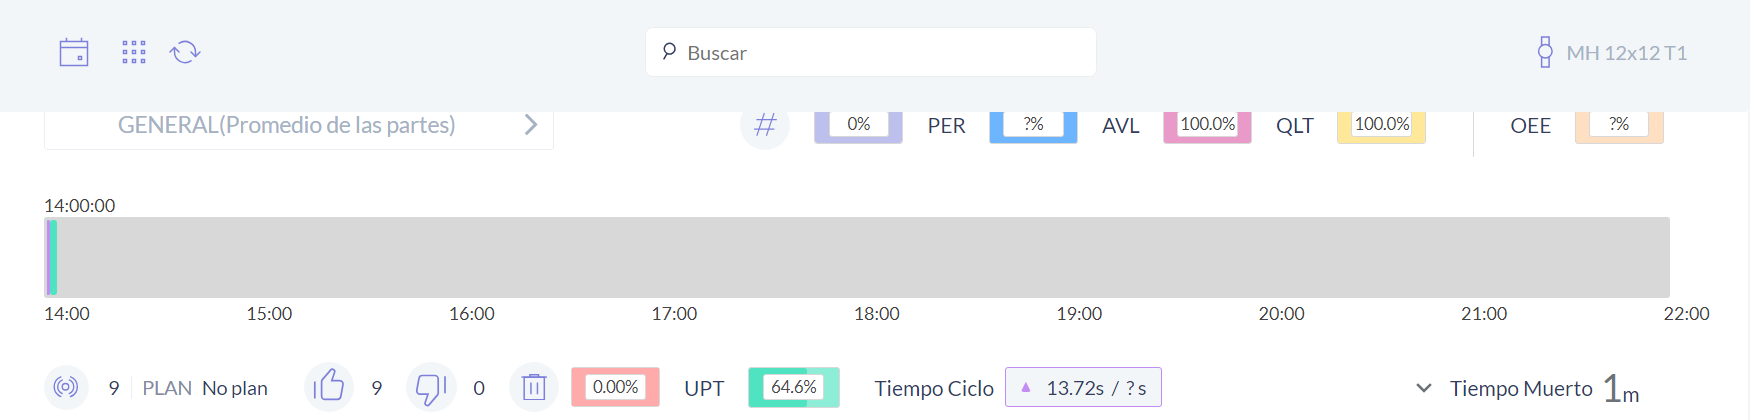 Buscar
MH 12x12 T1
GENERAL(Promedio de las partes)
# 0% PER ?% AVL 100.0% QLT 100.0% OEE ?%
14:00:00
14:00 15:00 16:00 17:00 18:00 19:00 20:00 21:00 22:00
9 PLAN No plan 9 0 0.00% UPT 64.6% Tiempo Ciclo 13.72s / ? s Tiempo Muerto 1m